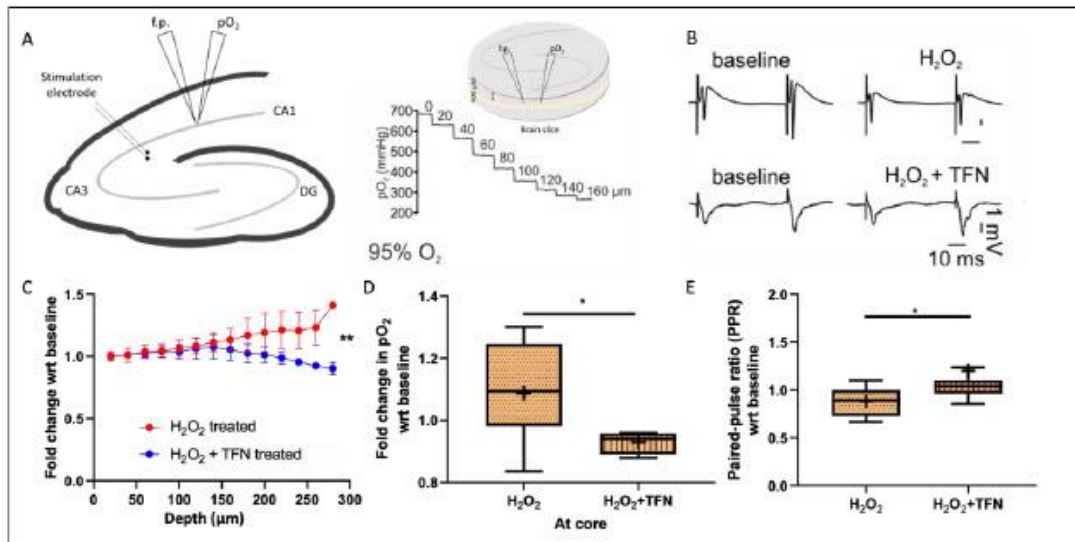 A
f.p.
pO₂
Stimulation
electrode
CA1
CA3
DG
f.p.
pO₂
Brain slice
pO₂ (mmHg)
700
600
500
400
300
200
0
20
40
60
80
100
120
140
160 µm
95% O₂
B
baseline
H₂O₂
baseline
H₂O₂ + TFN
1 mV
10 ms
C
Fold change wrt baseline
1.5
1.0
0.5
0.0
H₂O₂ treated
H₂O₂ + TFN treated
**
0
50
100
150
200
250
300
Depth (µm)
D
Fold change in pO₂
wrt baseline
1.4
1.2
1.0
0.8
*
H₂O₂
H₂O₂+TFN
At core
E
Paired-pulse ratio (PPR)
wrt baseline
2.0
1.5
1.0
0.5
0.0
*
H₂O₂
H₂O₂+TFN